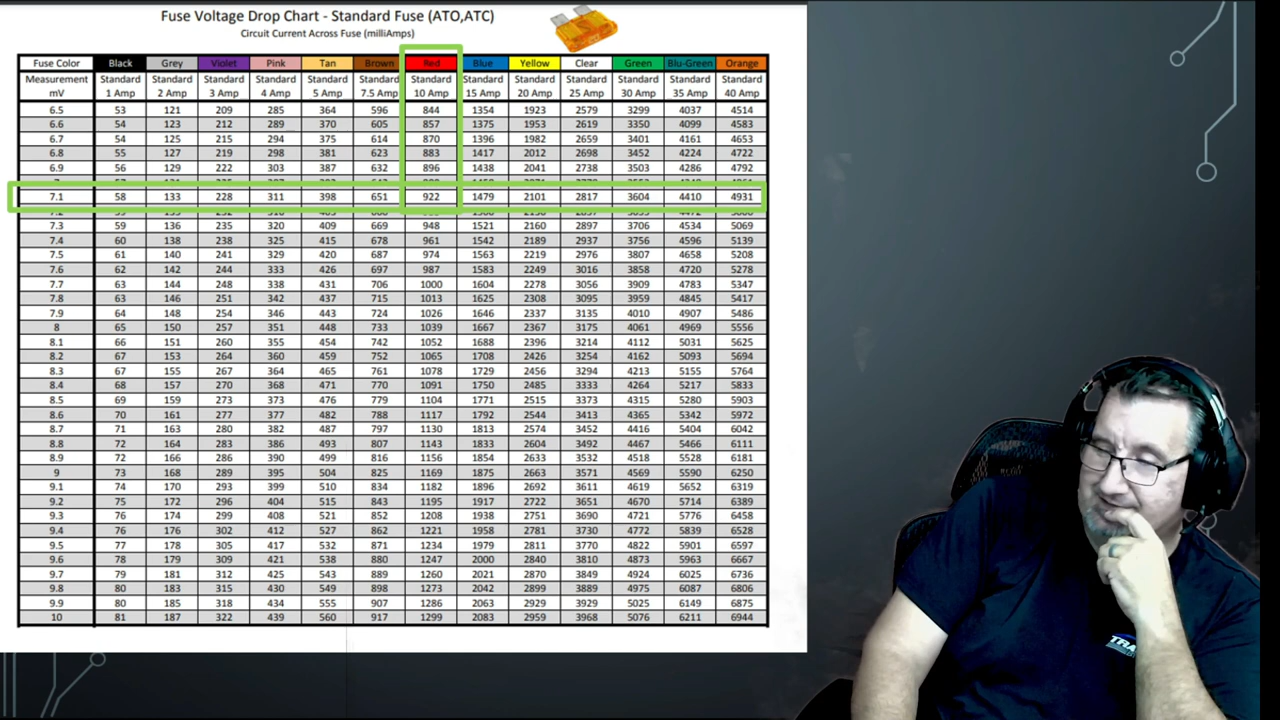 Fuse Voltage Drop Chart - Standard Fuse (ATO,ATC)
Circuit Current Across Fuse (milliAmps)
Fuse Color Black Grey Violet Pink Tan Brown Red Blue Yellow Clear Green Blu-Green Orange
Measurement Standard Standard Standard Standard Standard Standard Standard Standard Standard Standard Standard Standard Standard
mV 1 Amp 2 Amp 3 Amp 4 Amp 5 Amp 7.5 Amp 10 Amp 15 Amp 20 Amp 25 Amp 30 Amp 35 Amp 40 Amp
6.5 53 121 209 285 364 596 844 1354 1923 2579 3299 4037 4514
6.6 54 123 212 289 370 605 857 1375 1953 2619 3350 4099 4583
6.7 54 125 215 294 375 614 870 1396 1982 2659 3401 4161 4653
6.8 55 127 219 298 381 623 883 1417 2012 2698 3452 4224 4722
6.9 56 129 222 303 387 632 896 1438 2041 2738 3503 4286 4792
7.1 58 133 228 311 398 651 922 1479 2101 2817 3604 4410 4931
7.3 59 136 235 320 409 669 948 1521 2160 2897 3706 4534 5069
7.4 60 138 238 325 415 678 961 1542 2189 2937 3756 4596 5139
7.5 61 140 241 329 420 687 974 1563 2219 2976 3807 4658 5208
7.6 62 142 244 333 426 697 987 1583 2249 3016 3858 4720 5278
7.7 63 144 248 338 431 706 1000 1604 2278 3056 3909 4783 5347
7.8 63 146 251 342 437 715 1013 1625 2308 3095 3959 4845 5417
7.9 64 148 254 346 443 724 1026 1646 2337 3135 4010 4907 5486
8 65 150 257 351 448 733 1039 1667 2367 3175 4061 4969 5556
8.1 66 151 260 355 454 742 1052 1688 2396 3214 4112 5031 5625
8.2 67 153 264 360 459 752 1065 1708 2426 3254 4162 5093 5694
8.3 67 155 267 364 465 761 1078 1729 2456 3294 4213 5155 5764
8.4 68 157 270 368 471 770 1091 1750 2485 3333 4264 5217 5833
8.5 69 159 273 373 476 779 1104 1771 2515 3373 4315 5280 5903
8.6 70 161 277 377 482 788 1117 1792 2544 3413 4365 5342 5972
8.7 71 163 280 382 487 797 1130 1813 2574 3452 4416 5404 6042
8.8 72 164 283 386 493 807 1143 1833 2604 3492 4467 5466 6111
8.9 72 166 286 390 499 816 1156 1854 2633 3532 4518 5528 6181
9 73 168 289 395 504 825 1169 1875 2663 3571 4569 5590 6250
9.1 74 170 293 399 510 834 1182 1896 2692 3611 4619 5652 6319
9.2 75 172 296 404 515 843 1195 1917 2722 3651 4670 5714 6389
9.3 76 174 299 408 521 852 1208 1938 2751 3690 4721 5776 6458
9.4 76 176 302 412 527 862 1221 1958 2781 3730 4772 5839 6528
9.5 77 178 305 417 532 871 1234 1979 2811 3770 4822 5901 6597
9.6 78 179 309 421 538 880 1247 2000 2840 3810 4873 5963 6667
9.7 79 181 312 425 543 889 1260 2021 2870 3849 4924 6025 6736
9.8 80 183 315 430 549 898 1273 2042 2899 3889 4975 6087 6806
9.9 80 185 318 434 555 907 1286 2063 2929 3929 5025 6149 6875
10 81 187 322 439 560 917 1299 2083 2959 3968 5076 6211 6944